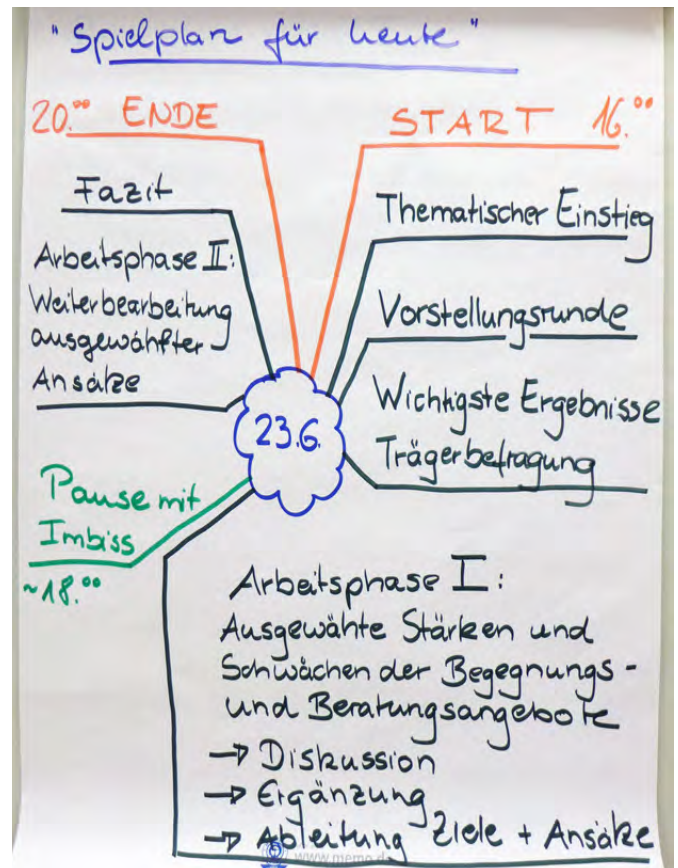 "Spielplan für heute"
START 16.⁰⁰
Thematischer Einstieg
Vorstellungsrunde
Wichtigste Ergebnisse
Trägerbefragung
Arbeitsphase I:
Ausgewähte Stärken und
Schwächen der Begegnungs-
und Beratungsangebote
→ Diskussion
→ Ergänzung
→ Ableitung Ziele + Ansätze
Pause mit
Imbiss
~18.⁰⁰
Arbeitsphase II:
Weiterbearbeitung
ausgewählter
Ansätze
Fazit
20.⁰⁰ ENDE
23.6.
www.memo.de